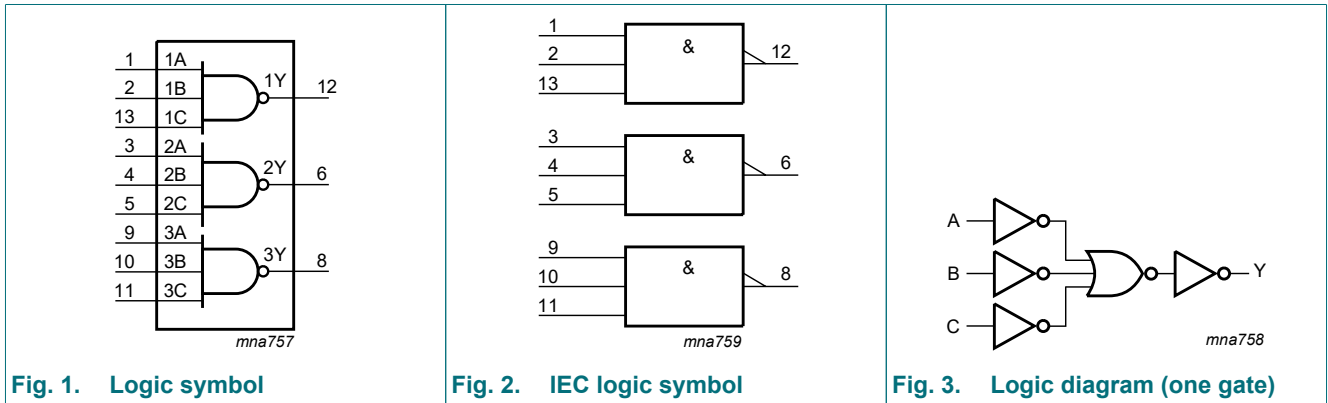 1 1A
2 1B 1Y 12
13 1C
3 2A
4 2B 2Y 6
5 2C
9 3A
10 3B 3Y 8
11 3C
mna757
Fig. 1. Logic symbol
1
2 & 12
13
3
4 & 6
5
9
10 & 8
11
mna759
Fig. 2. IEC logic symbol
A
B Y
C
mna758
Fig. 3. Logic diagram (one gate)